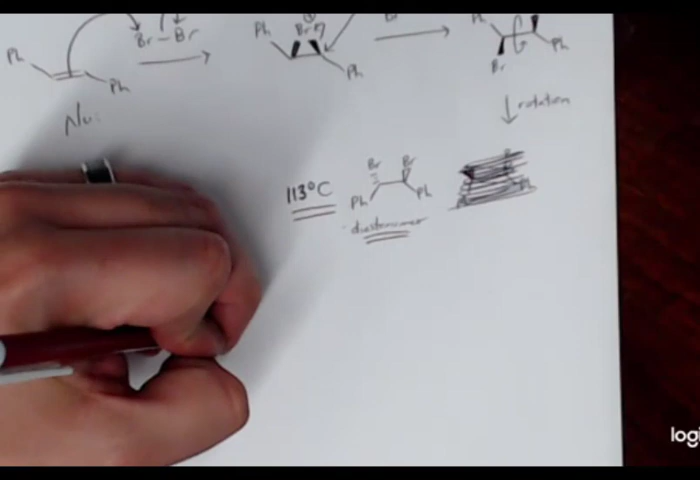 Ph Br - Br Ph Br Ph
Ph Ph Br
Nu:
rotation
113°C
Br Br
Ph Ph
diastereomer
logi